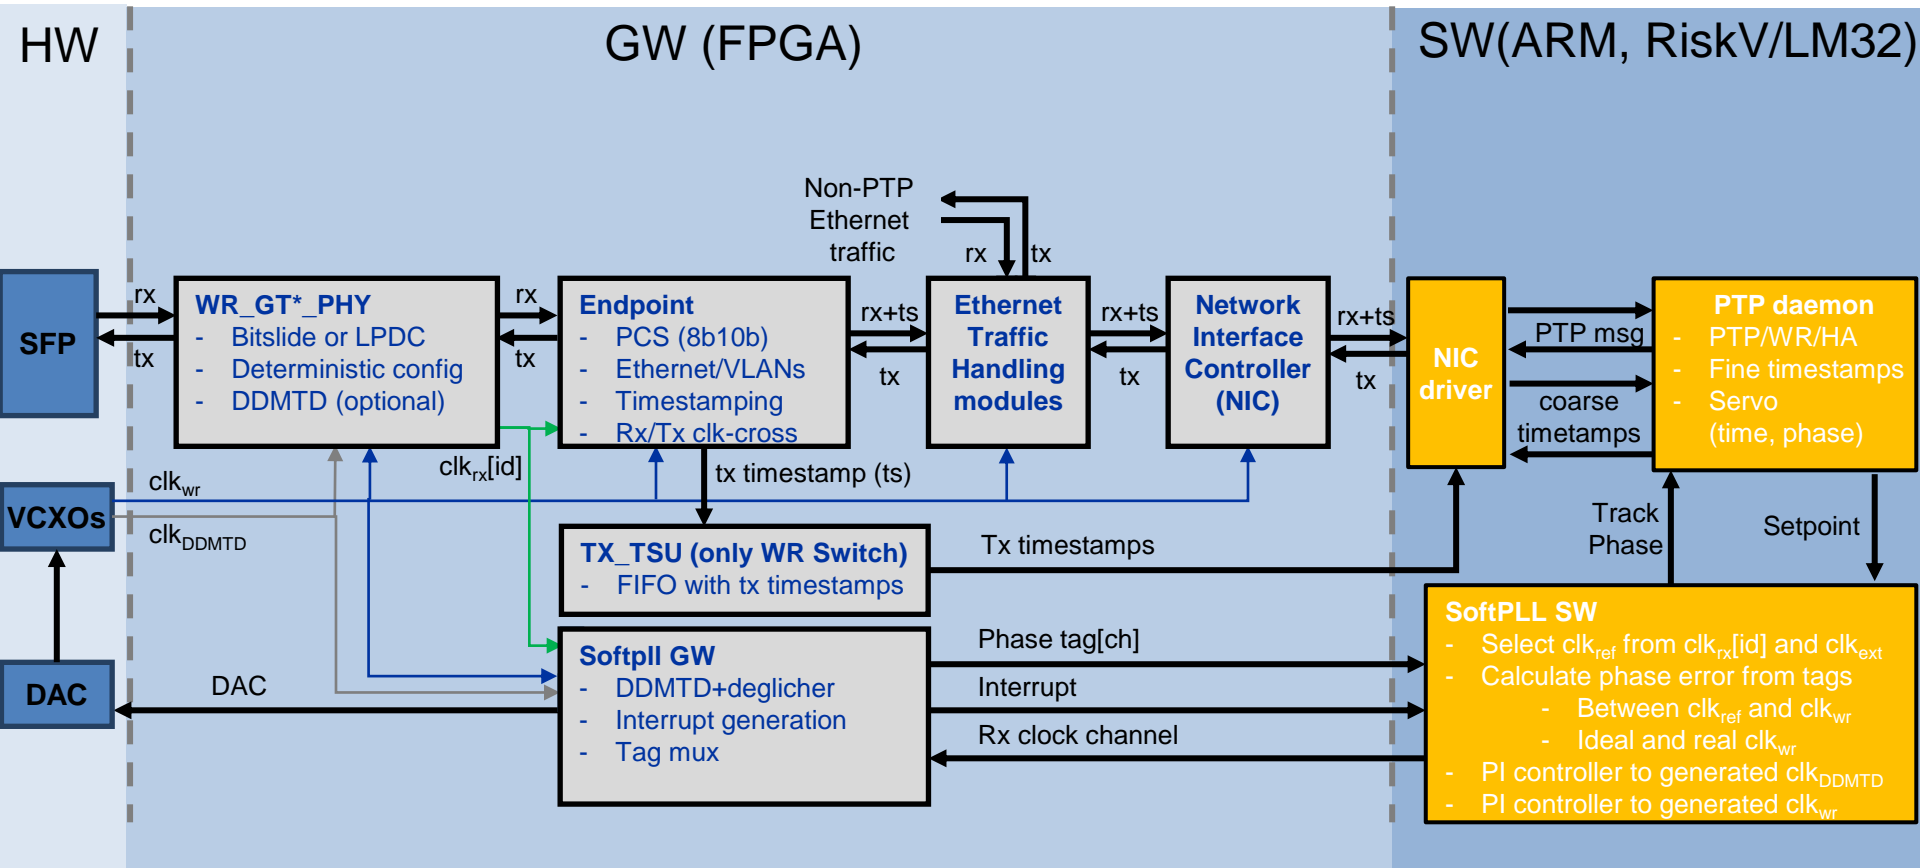 HW
GW (FPGA)
SW(ARM, RiskV/LM32)
Non-PTP
Ethernet
traffic
rx
tx
SFP
rx
tx
WR_GT*_PHY
- Bitslide or LPDC
- Deterministic config
- DDMTD (optional)
rx
tx
Endpoint
- PCS (8b10b)
- Ethernet/VLANs
- Timestamping
- Rx/Tx clk-cross
rx+ts
tx
Ethernet
Traffic
Handling
modules
rx+ts
tx
Network
Interface
Controller
(NIC)
rx+ts
tx
NIC
driver
PTP msg
coarse
timetamps
PTP daemon
- PTP/WR/HA
- Fine timestamps
- Servo
(time, phase)
clkrx[id]
tx timestamp (ts)
VCXOs
clkwr
clkDDMTD
TX_TSU (only WR Switch)
- FIFO with tx timestamps
Tx timestamps
Track
Phase
Setpoint
DAC
DAC
Softpll GW
- DDMTD+deglicher
- Interrupt generation
- Tag mux
Phase tag[ch]
Interrupt
Rx clock channel
SoftPLL SW
- Select clkref from clkrx[id] and clkext
- Calculate phase error from tags
- Between clkref and clkwr
- Ideal and real clkwr
- PI controller to generated clkDDMTD
- PI controller to generated clkwr